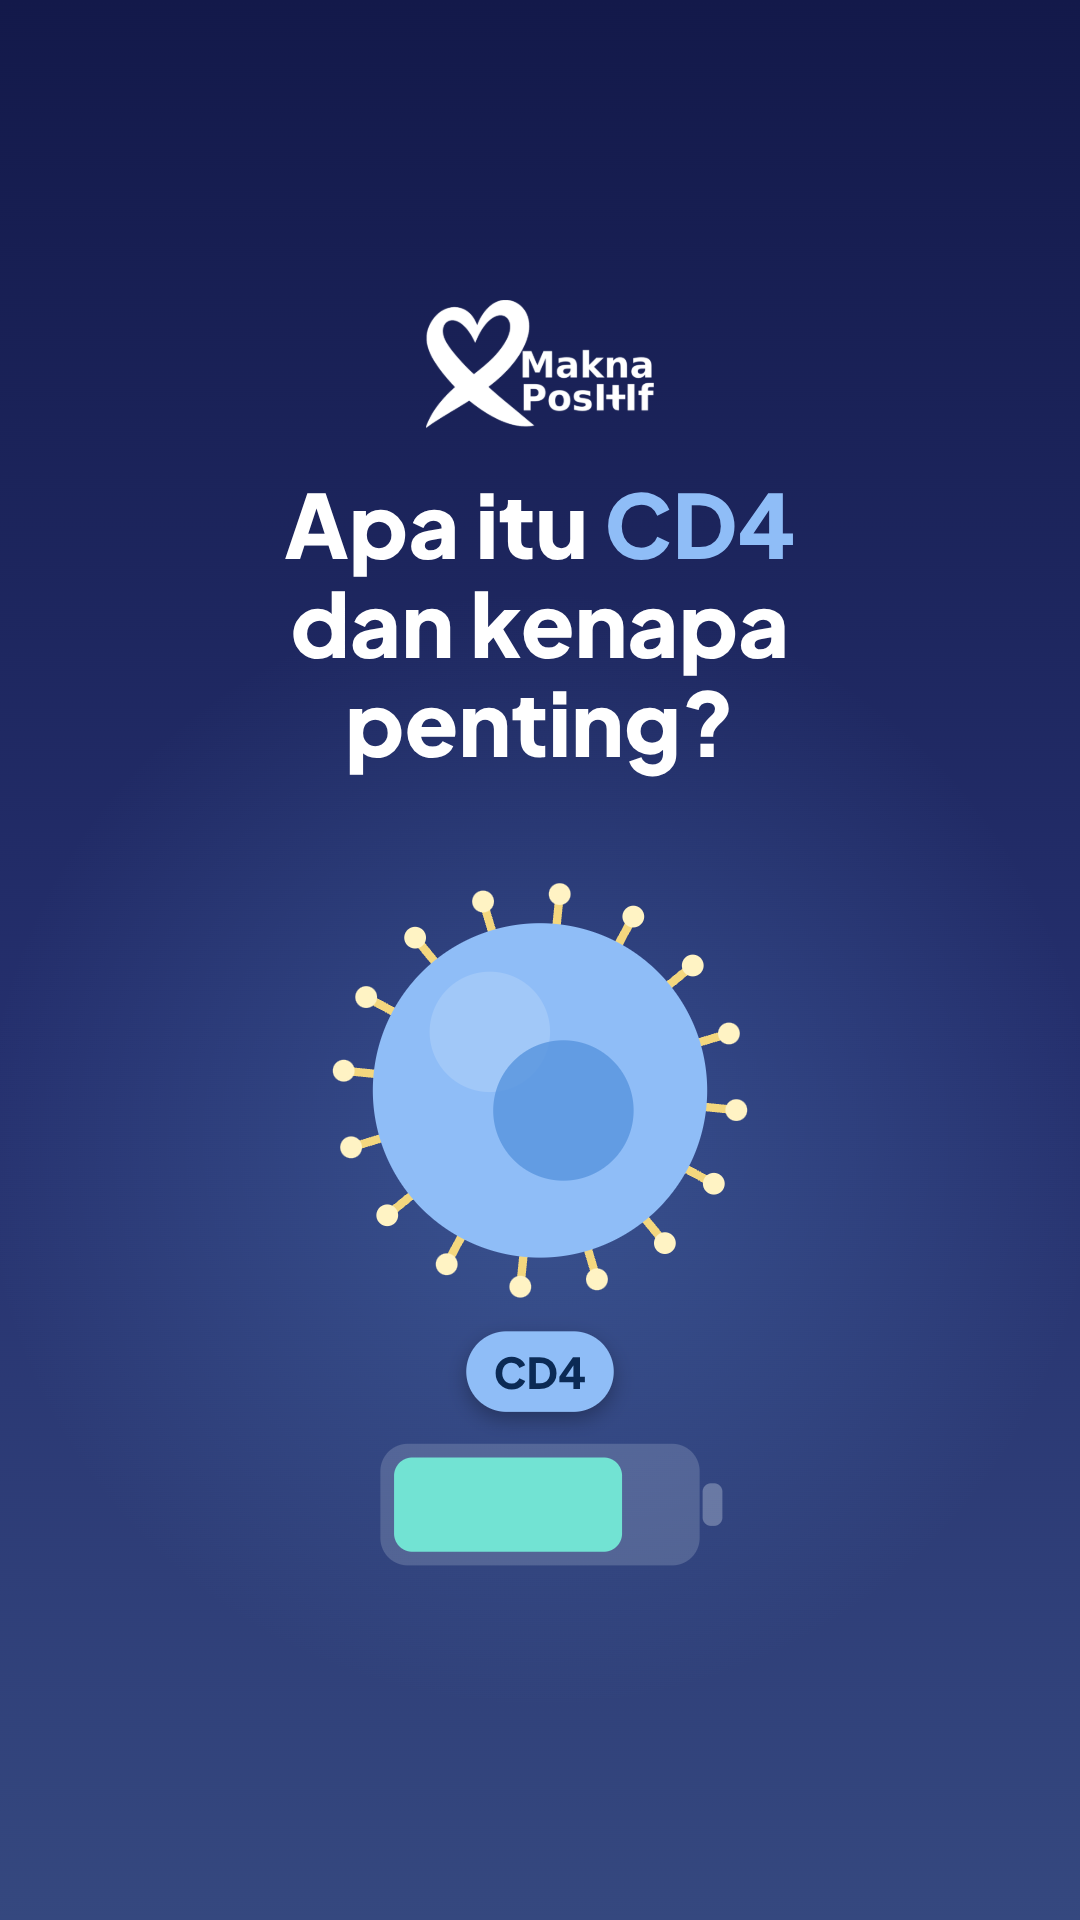 Makna
PosItIf
Apa itu CD4
dan kenapa
penting?
CD4